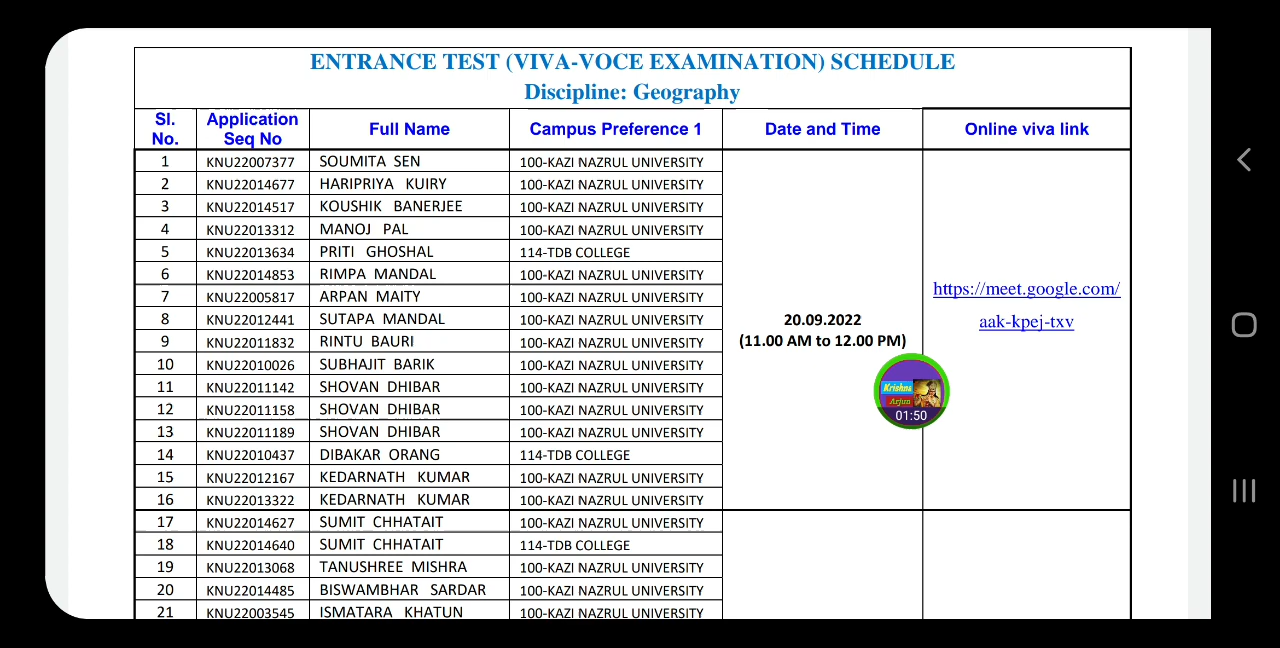 ENTRANCE TEST (VIVA-VOCE EXAMINATION) SCHEDULE
Discipline: Geography
Sl. No. Application Seq No Full Name Campus Preference 1 Date and Time Online viva link
1 KNU22007377 SOUMITA SEN 100-KAZI NAZRUL UNIVERSITY
2 KNU22014677 HARIPRIYA KUIRY 100-KAZI NAZRUL UNIVERSITY
3 KNU22014517 KOUSHIK BANERJEE 100-KAZI NAZRUL UNIVERSITY
4 KNU22013312 MANOJ PAL 100-KAZI NAZRUL UNIVERSITY
5 KNU22013634 PRITI GHOSHAL 114-TDB COLLEGE
6 KNU22014853 RIMPA MANDAL 100-KAZI NAZRUL UNIVERSITY
7 KNU22005817 ARPAN MAITY 100-KAZI NAZRUL UNIVERSITY
8 KNU22012441 SUTAPA MANDAL 100-KAZI NAZRUL UNIVERSITY
9 KNU22011832 RINTU BAURI 100-KAZI NAZRUL UNIVERSITY
10 KNU22010026 SUBHAJIT BARIK 100-KAZI NAZRUL UNIVERSITY
11 KNU22011142 SHOVAN DHIBAR 100-KAZI NAZRUL UNIVERSITY
12 KNU22011158 SHOVAN DHIBAR 100-KAZI NAZRUL UNIVERSITY
13 KNU22011189 SHOVAN DHIBAR 100-KAZI NAZRUL UNIVERSITY
14 KNU22010437 DIBAKAR ORANG 114-TDB COLLEGE
15 KNU22012167 KEDARNATH KUMAR 100-KAZI NAZRUL UNIVERSITY
16 KNU22013322 KEDARNATH KUMAR 100-KAZI NAZRUL UNIVERSITY
20.09.2022
(11.00 AM to 12.00 PM)
https://meet.google.com/
aak-kpej-txv
Krishna
Arjun
01:50
17 KNU22014627 SUMIT CHHATAIT 100-KAZI NAZRUL UNIVERSITY
18 KNU22014640 SUMIT CHHATAIT 114-TDB COLLEGE
19 KNU22013068 TANUSHREE MISHRA 100-KAZI NAZRUL UNIVERSITY
20 KNU22014485 BISWAMBHAR SARDAR 100-KAZI NAZRUL UNIVERSITY
21 KNU22003545 ISMATARA KHATUN 100-KAZI NAZRUL UNIVERSITY